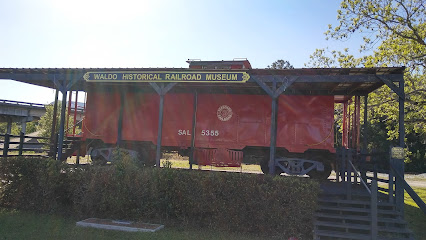 WALDO HISTORICAL RAILROAD MUSEUM
SAL 5355